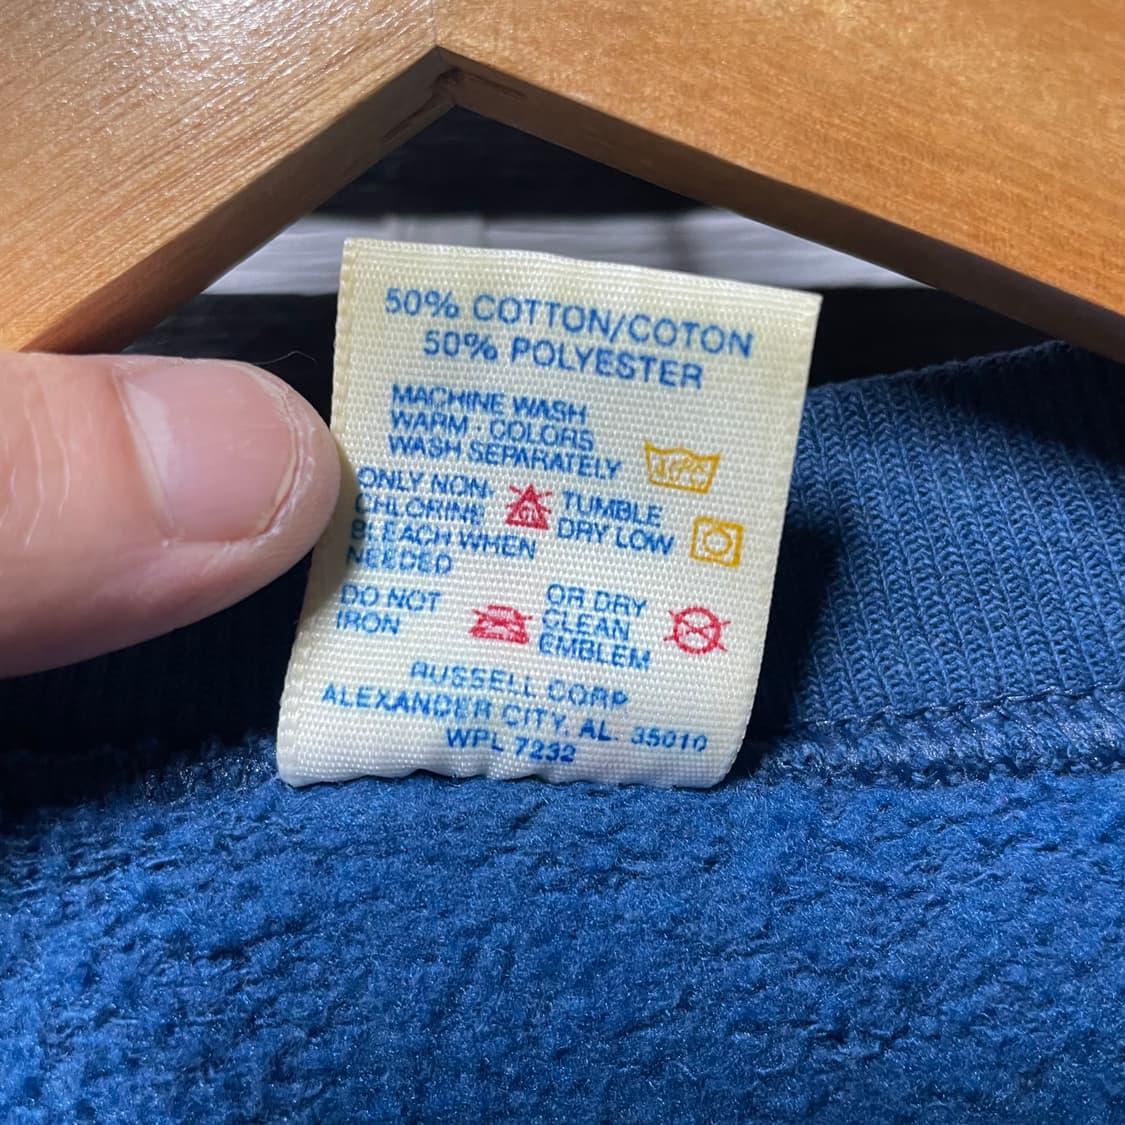 50% COTTON/COTON
50% POLYESTER
MACHINE WASH
WARM · COLORS
WASH SEPARATELY
ONLY NON-
CHLORINE
BLEACH WHEN
NEEDED
TUMBLE
DRY LOW
DO NOT
IRON
OR DRY
CLEAN
EMBLEM
RUSSELL CORP
ALEXANDER CITY, AL. 35010
WPL 7232